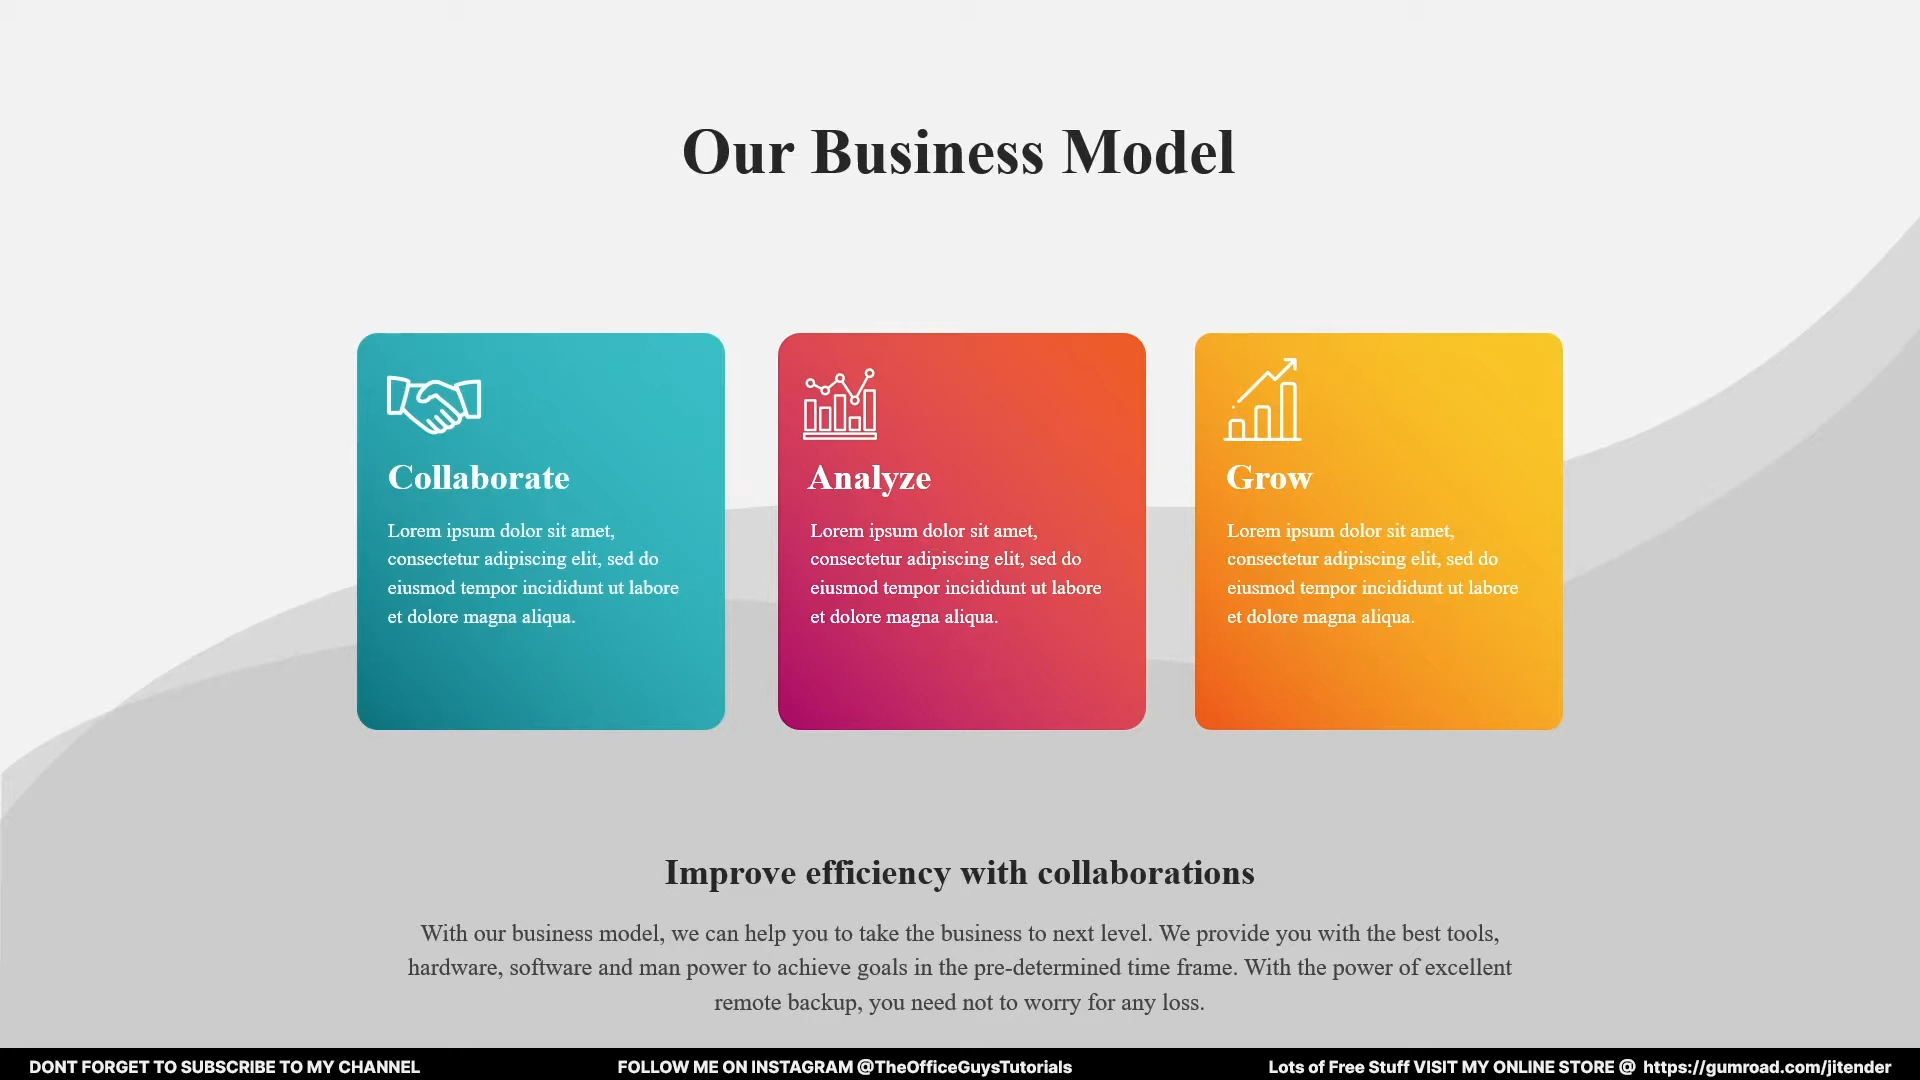 Our Business Model
Collaborate
Lorem ipsum dolor sit amet,
consectetur adipiscing elit, sed do
eiusmod tempor incididunt ut labore
et dolore magna aliqua.
Analyze
Lorem ipsum dolor sit amet,
consectetur adipiscing elit, sed do
eiusmod tempor incididunt ut labore
et dolore magna aliqua.
Grow
Lorem ipsum dolor sit amet,
consectetur adipiscing elit, sed do
eiusmod tempor incididunt ut labore
et dolore magna aliqua.
Improve efficiency with collaborations
With our business model, we can help you to take the business to next level. We provide you with the best tools,
hardware, software and man power to achieve goals in the pre-determined time frame. With the power of excellent
remote backup, you need not to worry for any loss.
DONT FORGET TO SUBSCRIBE TO MY CHANNEL
FOLLOW ME ON INSTAGRAM @TheOfficeGuysTutorials
Lots of Free Stuff VISIT MY ONLINE STORE @ https://gumroad.com/jitender